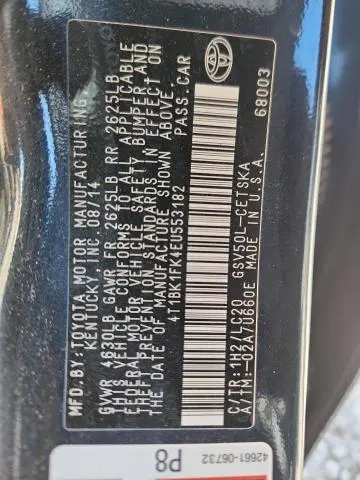 MFD.BY:TOYOTA MOTOR MANUFACTURING,
KENTUCKY, INC. 08/14
GVWR 4630LB GAWR FR 2625LB RR 2625LB
THIS VEHICLE CONFORMS TO ALL APPLICABLE
FEDERAL MOTOR VEHICLE SAFETY, BUMPER,AND
THEFT PREVENTION STANDARDS IN EFFECT ON
THE DATE OF MANUFACTURE SHOWN ABOVE.
4T1BK1FK4EU553182 PASS.CAR
C/TR:1H2/LC20 GSV50L-CETSKA
A/TM:-02A/U660E MADE IN U.S.A.
68003
42661-06732
P8